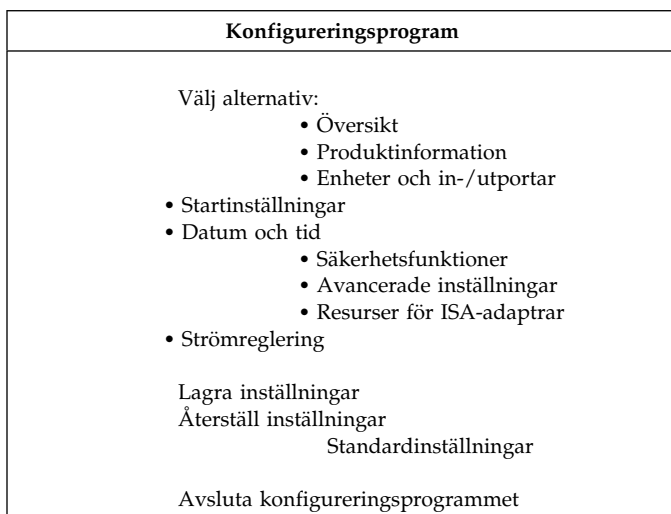 Konfigureringsprogram
Välj alternativ:
• Översikt
• Produktinformation
• Enheter och in-/utportar
• Startinställningar
• Datum och tid
• Säkerhetsfunktioner
• Avancerade inställningar
• Resurser för ISA-adaptrar
• Strömreglering
Lagra inställningar
Återställ inställningar
Standardinställningar
Avsluta konfigureringsprogrammet